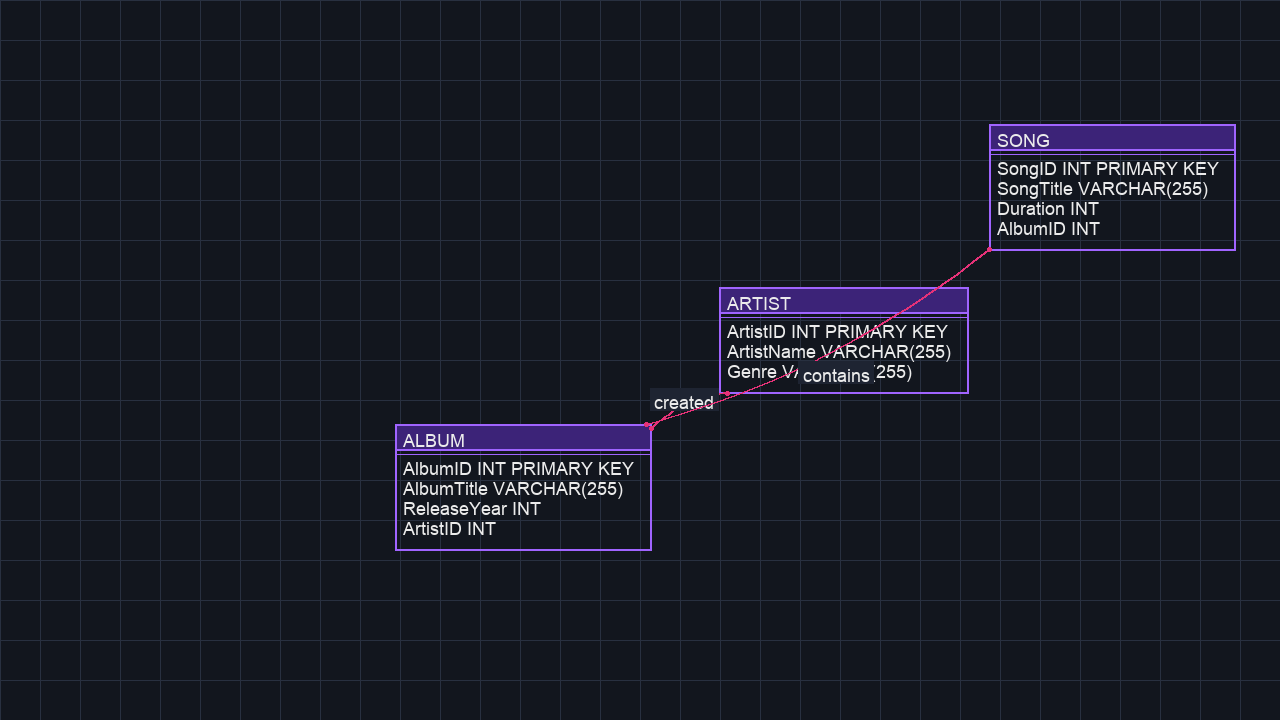 SONG
SongID INT PRIMARY KEY
SongTitle VARCHAR(255)
Duration INT
AlbumID INT
ARTIST
ArtistID INT PRIMARY KEY
ArtistName VARCHAR(255)
Genre 255)
contains
created
ALBUM
AlbumID INT PRIMARY KEY
AlbumTitle VARCHAR(255)
ReleaseYear INT
ArtistID INT